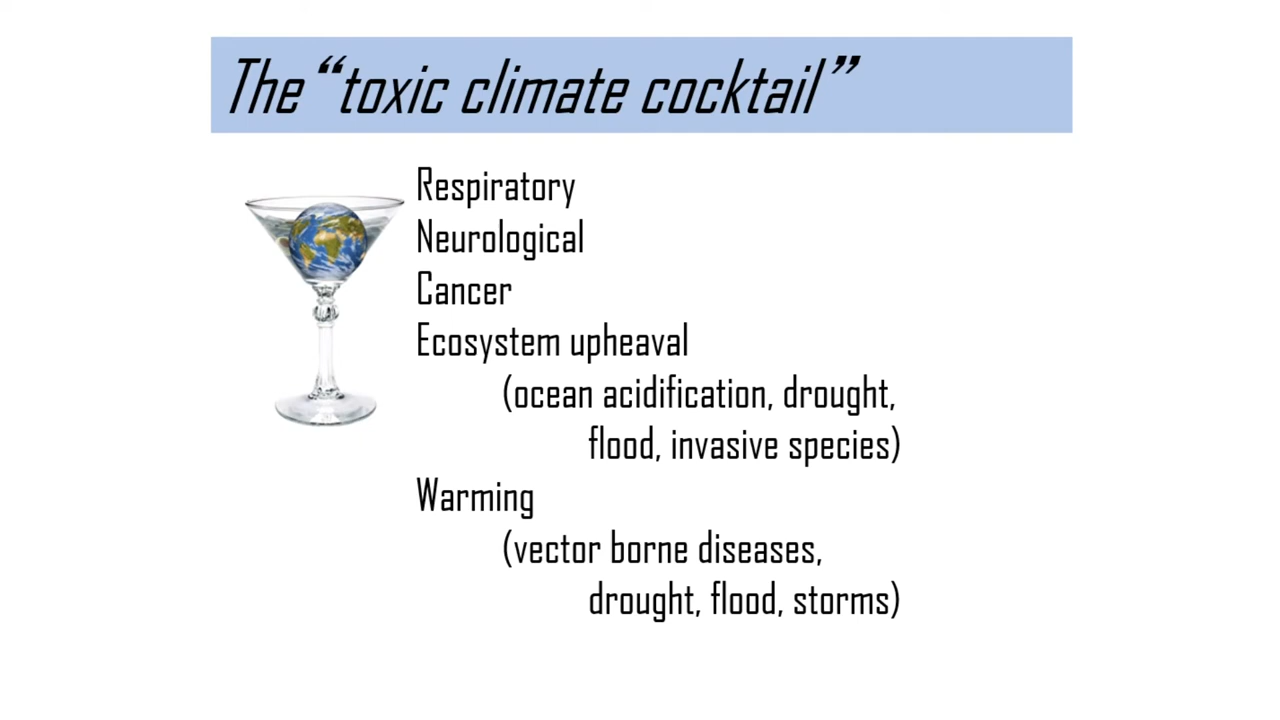 The “toxic climate cocktail”
Respiratory
Neurological
Cancer
Ecosystem upheaval
(ocean acidification, drought,
flood, invasive species)
Warming
(vector borne diseases,
drought, flood, storms)